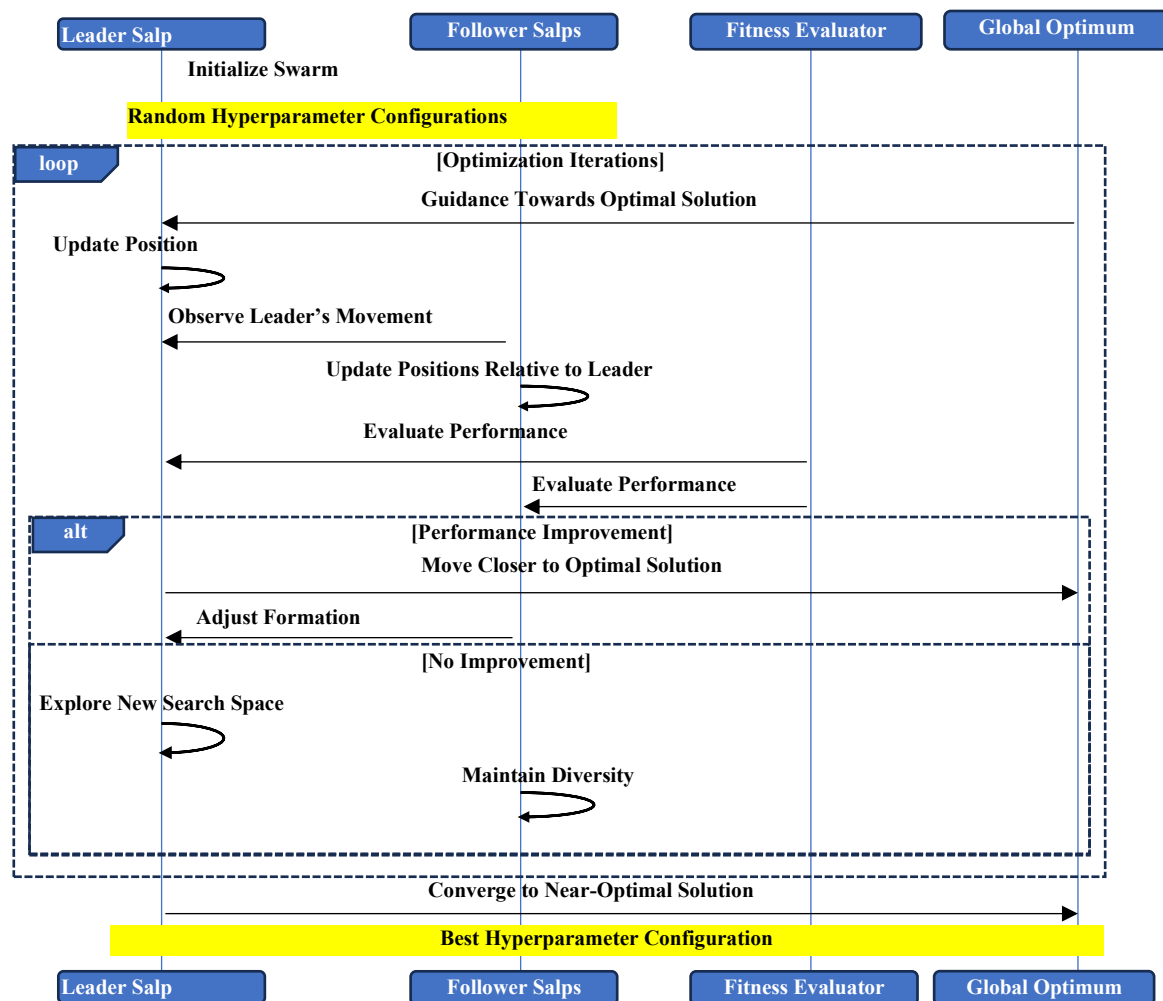 Leader Salp
Follower Salps
Fitness Evaluator
Global Optimum
Initialize Swarm
Random Hyperparameter Configurations
loop
[Optimization Iterations]
Guidance Towards Optimal Solution
Update Position
Observe Leader’s Movement
Update Positions Relative to Leader
Evaluate Performance
Evaluate Performance
alt
[Performance Improvement]
Move Closer to Optimal Solution
Adjust Formation
[No Improvement]
Explore New Search Space
Maintain Diversity
Converge to Near-Optimal Solution
Best Hyperparameter Configuration
Leader Salp
Follower Salps
Fitness Evaluator
Global Optimum